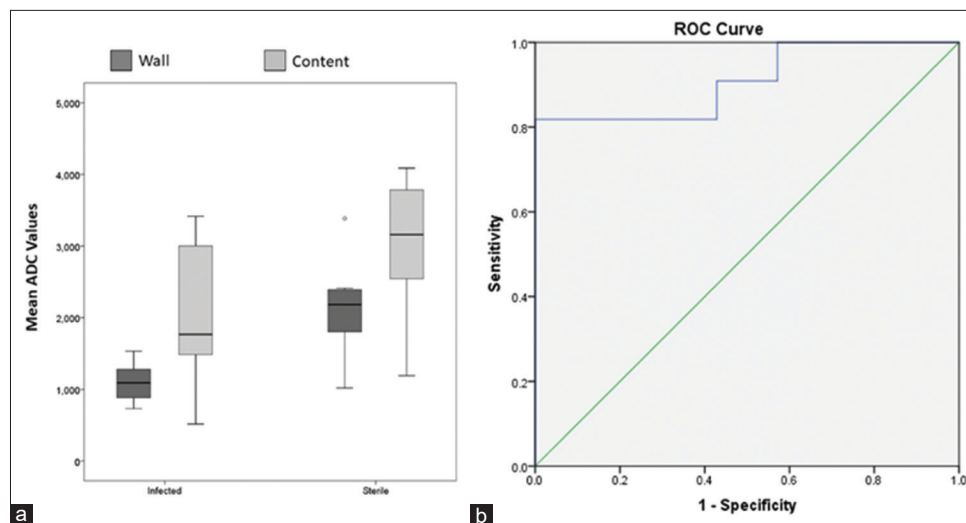 Wall
Content
Mean ADC Values
5,000
4,000
3,000
2,000
1,000
0
Infected
Sterile
a
ROC Curve
Sensitivity
1.0
0.8
0.6
0.4
0.2
0.0
0.0
0.2
0.4
0.6
0.8
1.0
1 - Specificity
b